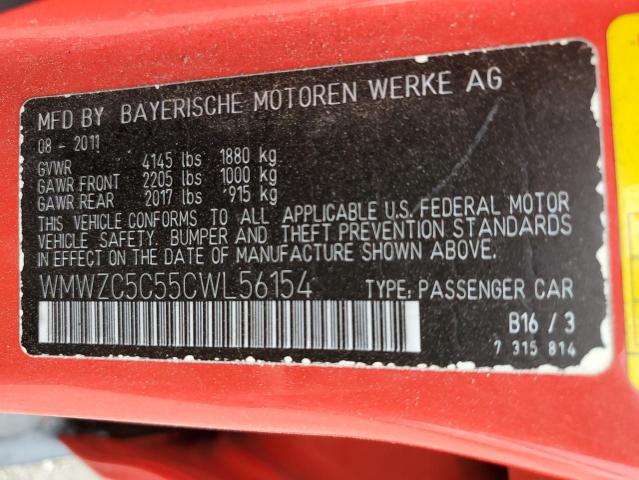 MFD BY BAYERISCHE MOTOREN WERKE AG
08 - 2011
GVWR 4145 lbs 1880 kg
GAWR FRONT 2205 lbs 1000 kg
GAWR REAR 2017 lbs 915 kg
THIS VEHICLE CONFORMS TO ALL APPLICABLE U.S. FEDERAL MOTOR
VEHICLE SAFETY, BUMPER AND THEFT PREVENTION STANDARDS
IN EFFECT ON THE DATE OF MANUFACTURE SHOWN ABOVE.
WMWZC5C55CWL56154 TYPE: PASSENGER CAR
B16 / 3
7 315 814